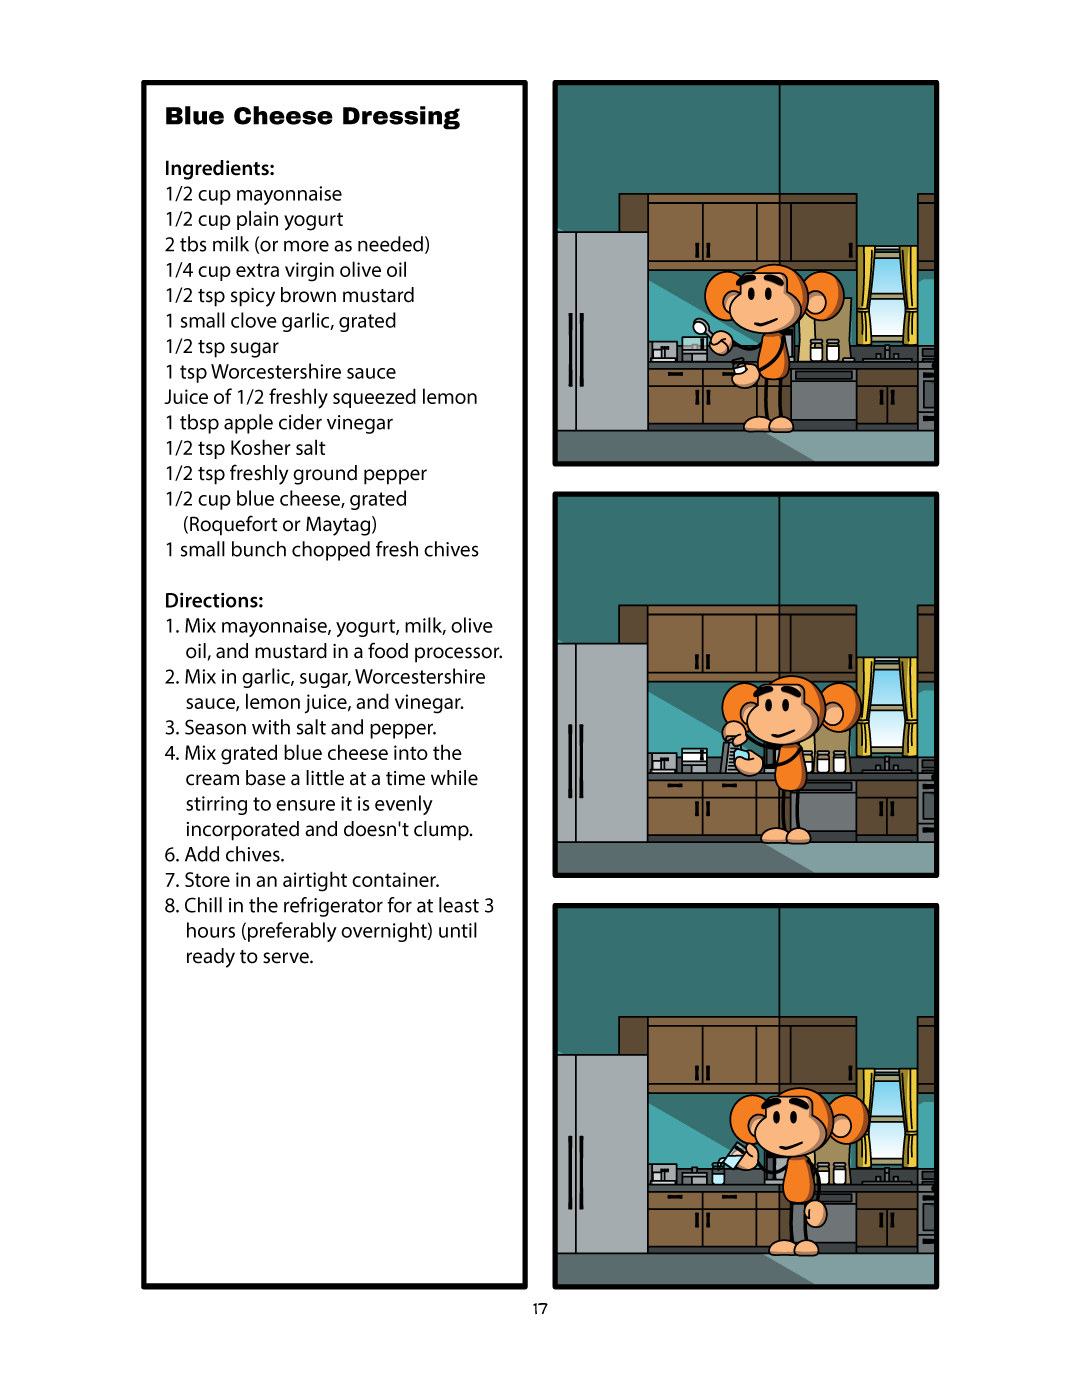 Blue Cheese Dressing
Ingredients:
1/2 cup mayonnaise
1/2 cup plain yogurt
2 tbs milk (or more as needed)
1/4 cup extra virgin olive oil
1/2 tsp spicy brown mustard
1 small clove garlic, grated
1/2 tsp sugar
1 tsp Worcestershire sauce
Juice of 1/2 freshly squeezed lemon
1 tbsp apple cider vinegar
1/2 tsp Kosher salt
1/2 tsp freshly ground pepper
1/2 cup blue cheese, grated
(Roquefort or Maytag)
1 small bunch chopped fresh chives
Directions:
1. Mix mayonnaise, yogurt, milk, olive
oil, and mustard in a food processor.
2. Mix in garlic, sugar, Worcestershire
sauce, lemon juice, and vinegar.
3. Season with salt and pepper.
4. Mix grated blue cheese into the
cream base a little at a time while
stirring to ensure it is evenly
incorporated and doesn't clump.
6. Add chives.
7. Store in an airtight container.
8. Chill in the refrigerator for at least 3
hours (preferably overnight) until
ready to serve.
17